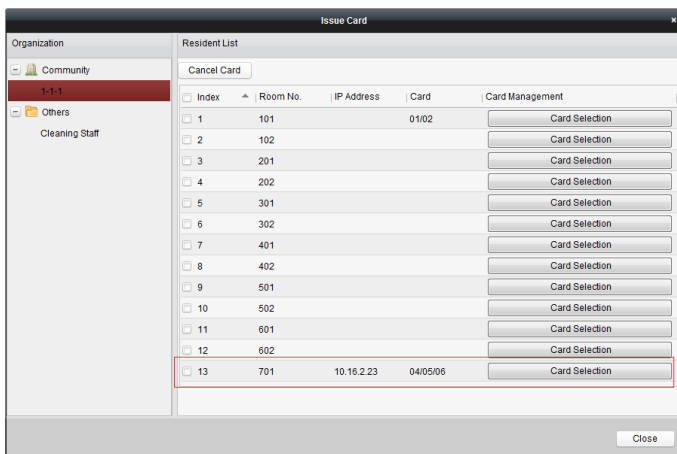 Issue Card ×
Organization
Resident List
Community
1-1-1
Others
Cleaning Staff
Cancel Card
Index Room No. IP Address Card Card Management
1 101 01/02 Card Selection
2 102 Card Selection
3 201 Card Selection
4 202 Card Selection
5 301 Card Selection
6 302 Card Selection
7 401 Card Selection
8 402 Card Selection
9 501 Card Selection
10 502 Card Selection
11 601 Card Selection
12 602 Card Selection
13 701 10.16.2.23 04/05/06 Card Selection
Close